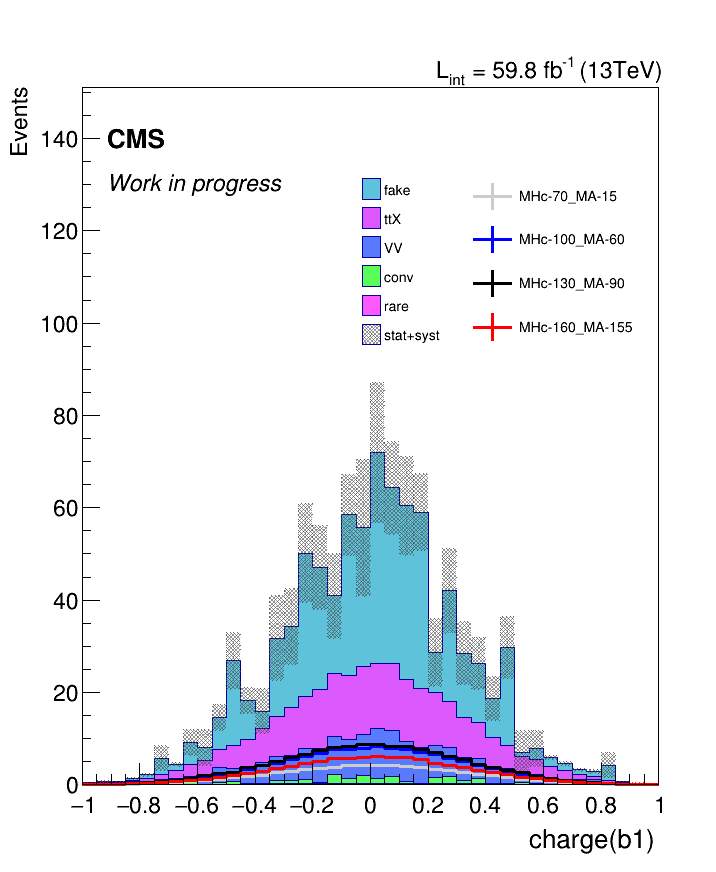 L_int = 59.8 fb^-1 (13TeV)
Events
CMS
Work in progress
fake
ttX
VV
conv
rare
stat+syst
MHc-70_MA-15
MHc-100_MA-60
MHc-130_MA-90
MHc-160_MA-155
140
120
100
80
60
40
20
0
−1 −0.8 −0.6 −0.4 −0.2 0 0.2 0.4 0.6 0.8 1
charge(b1)